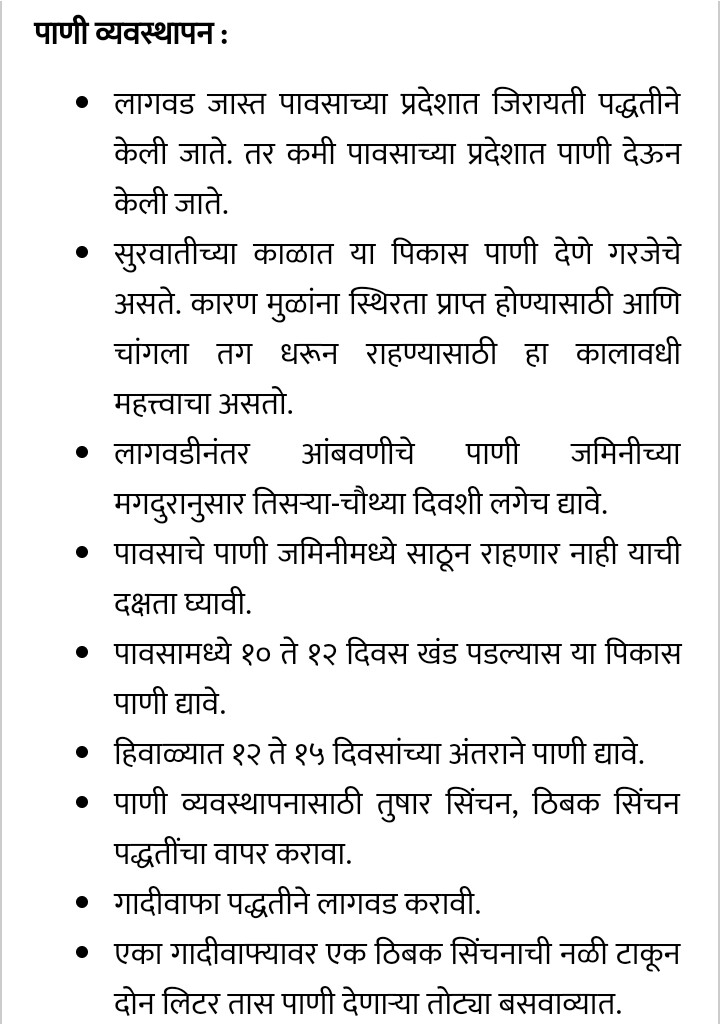 पाणी व्यवस्थापन :
• लागवड जास्त पावसाच्या प्रदेशात जिरायती पद्धतीने
केली जाते. तर कमी पावसाच्या प्रदेशात पाणी देऊन
केली जाते.
• सुरवातीच्या काळात या पिकास पाणी देणे गरजेचे
असते. कारण मुळांना स्थिरता प्राप्त होण्यासाठी आणि
चांगला तग धरून राहण्यासाठी हा कालावधी
महत्त्वाचा असतो.
• लागवडीनंतर आंबवणीचे पाणी जमिनीच्या
मगदुरानुसार तिसऱ्या-चौथ्या दिवशी लगेच द्यावे.
• पावसाचे पाणी जमिनीमध्ये साठून राहणार नाही याची
दक्षता घ्यावी.
• पावसामध्ये १० ते १२ दिवस खंड पडल्यास या पिकास
पाणी द्यावे.
• हिवाळ्यात १२ ते १५ दिवसांच्या अंतराने पाणी द्यावे.
• पाणी व्यवस्थापनासाठी तुषार सिंचन, ठिबक सिंचन
पद्धतींचा वापर करावा.
• गादीवाफा पद्धतीने लागवड करावी.
• एका गादीवाफ्यावर एक ठिबक सिंचनाची नळी टाकून
दोन लिटर तास पाणी देणाऱ्या तोट्या बसवाव्यात.